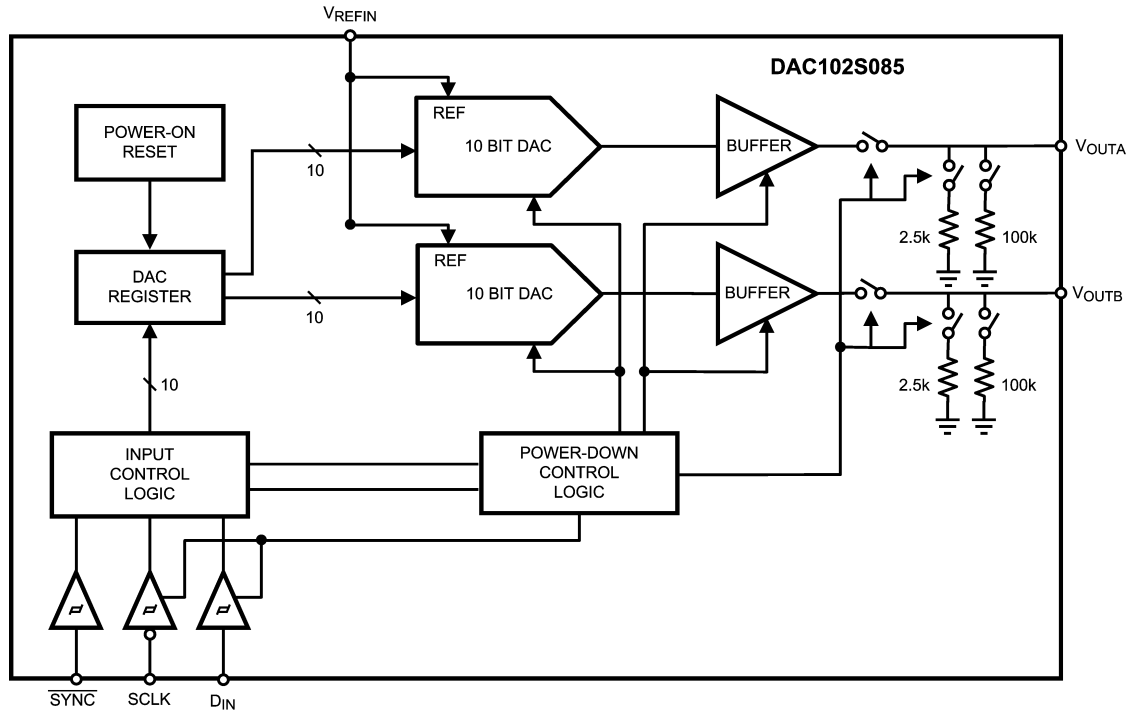 VREFIN
DAC102S085
POWER-ON
RESET
REF
10 BIT DAC
BUFFER
VOUTA
10
2.5k
100k
DAC
REGISTER
REF
10 BIT DAC
BUFFER
VOUTB
10
10
2.5k
100k
INPUT
CONTROL
LOGIC
POWER-DOWN
CONTROL
LOGIC
SYNC
SCLK
DIN